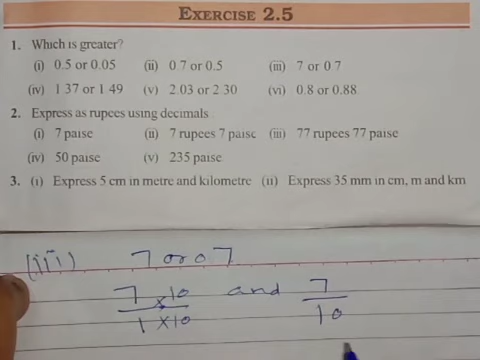 EXERCISE 2.5
1. Which is greater?
(i) 0.5 or 0.05 (ii) 0.7 or 0.5 (iii) 7 or 0.7
(iv) 1.37 or 1.49 (v) 2.03 or 2.30 (vi) 0.8 or 0.88
2. Express as rupees using decimals
(i) 7 paise (ii) 7 rupees 7 paise (iii) 77 rupees 77 paise
(iv) 50 paise (v) 235 paise
3. (i) Express 5 cm in metre and kilometre (ii) Express 35 mm in cm, m and km
(iii) 7 or 0.7
7 × 10 and 7
1 × 10 10